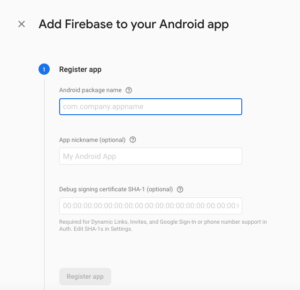 × Add Firebase to your Android app
1 Register app
Android package name ?
com.company.appname
App nickname (optional) ?
My Android App
Debug signing certificate SHA-1 (optional) ?
00:00:00:00:00:00:00:00:00:00:00:00:00:00:00:00:0
Required for Dynamic Links, Invites, and Google Sign-In or phone number support in
Auth. Edit SHA-1s in Settings.
Register app